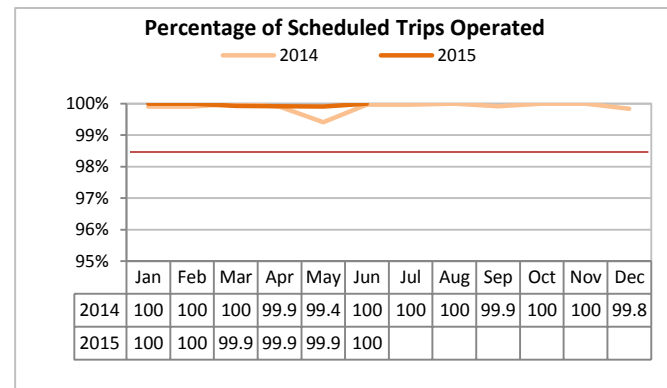 Percentage of Scheduled Trips Operated
2014 2015
100%
99%
98%
97%
96%
95%
Jan Feb Mar Apr May Jun Jul Aug Sep Oct Nov Dec
2014 100 100 100 99.9 99.4 100 100 100 99.9 100 100 99.8
2015 100 100 99.9 99.9 99.9 100